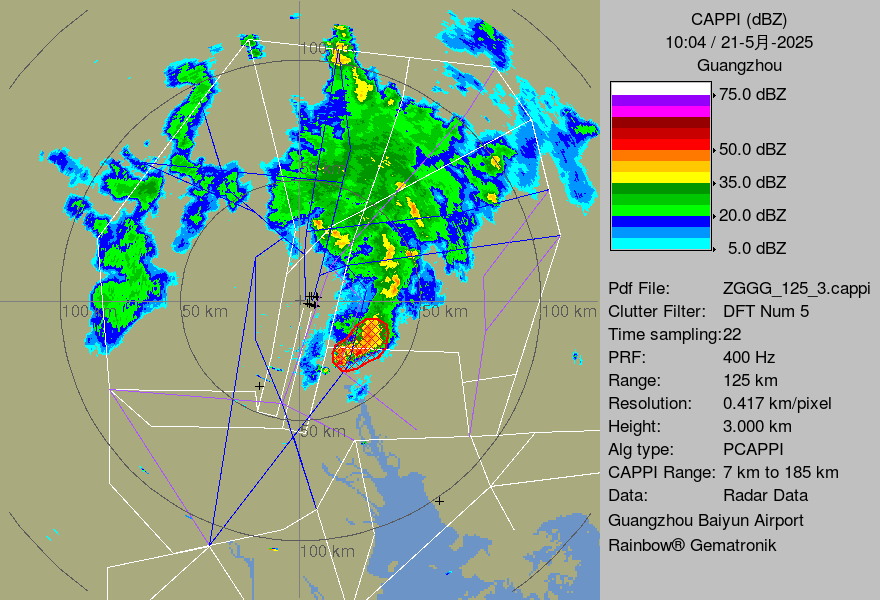 CAPPI (dBZ)
10:04 / 21-5月-2025
Guangzhou
75.0 dBZ
50.0 dBZ
35.0 dBZ
20.0 dBZ
5.0 dBZ
Pdf File: ZGGG_125_3.cappi
Clutter Filter: DFT Num 5
Time sampling:22
PRF: 400 Hz
Range: 125 km
Resolution: 0.417 km/pixel
Height: 3.000 km
Alg type: PCAPPI
CAPPI Range: 7 km to 185 km
Data: Radar Data
Guangzhou Baiyun Airport
Rainbow® Gematronik
100 km
50 km
50 km
100 km
50 km
100 km